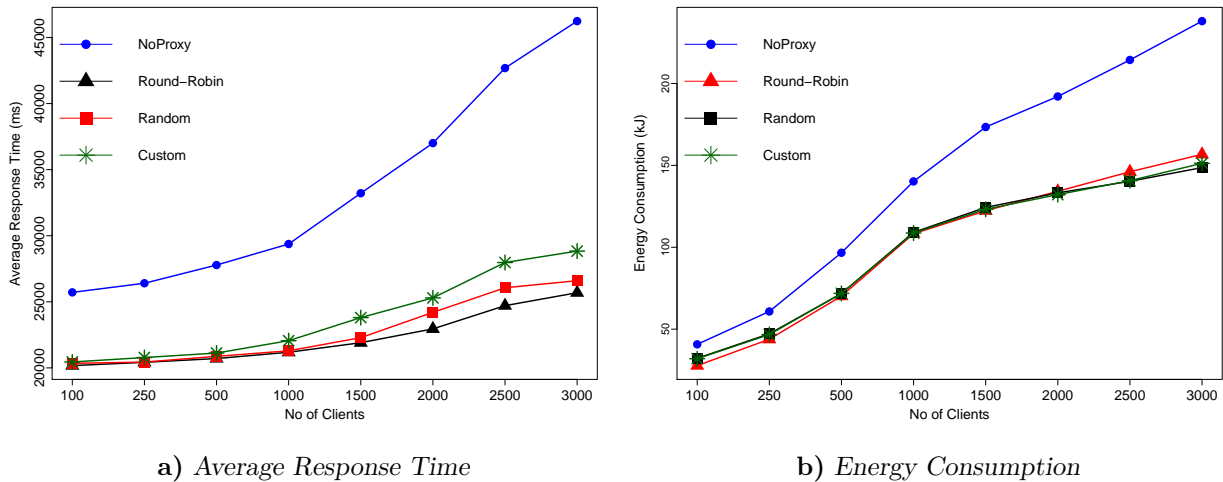 Average Response Time (ms)
45000
40000
35000
30000
25000
20000
NoProxy
Round−Robin
Random
Custom
100 250 500 1000 1500 2000 2500 3000
No of Clients
a) Average Response Time
Energy Consumption (kJ)
200
150
100
50
NoProxy
Round−Robin
Random
Custom
100 250 500 1000 1500 2000 2500 3000
No of Clients
b) Energy Consumption